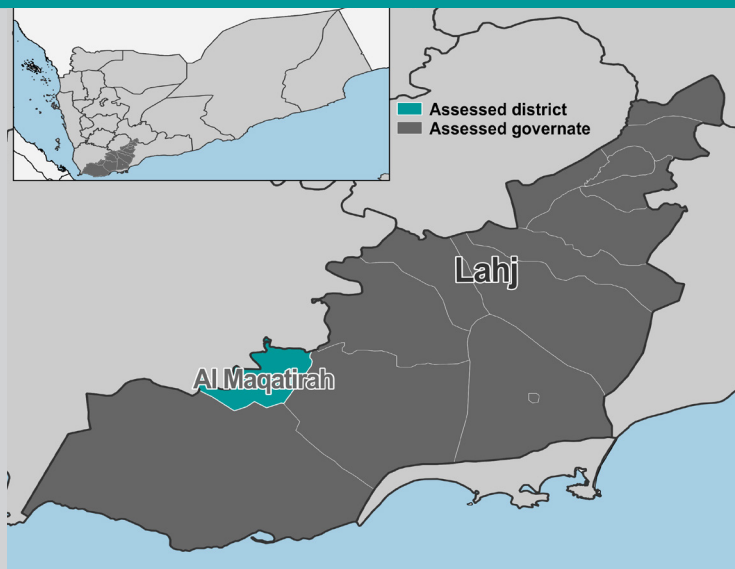 Assessed district
Assessed governate
Lahj
Al Maqatirah